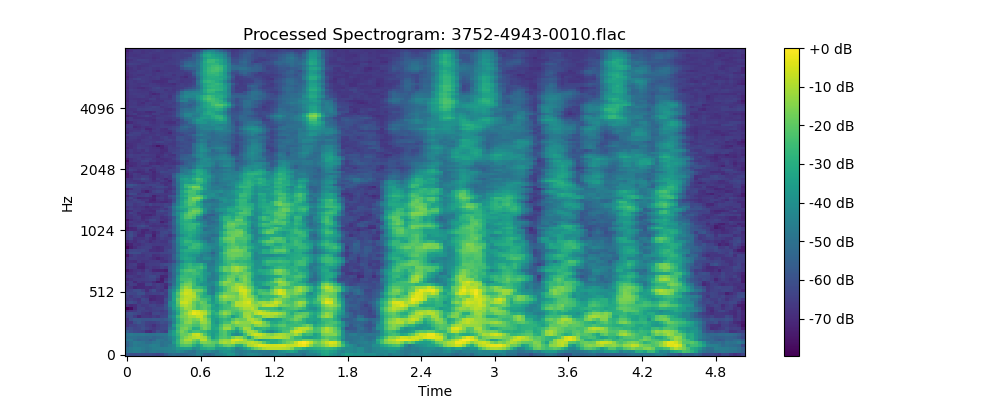 Processed Spectrogram: 3752-4943-0010.flac
Hz
4096
2048
1024
512
0
0 0.6 1.2 1.8 2.4 3 3.6 4.2 4.8
Time
+0 dB
-10 dB
-20 dB
-30 dB
-40 dB
-50 dB
-60 dB
-70 dB